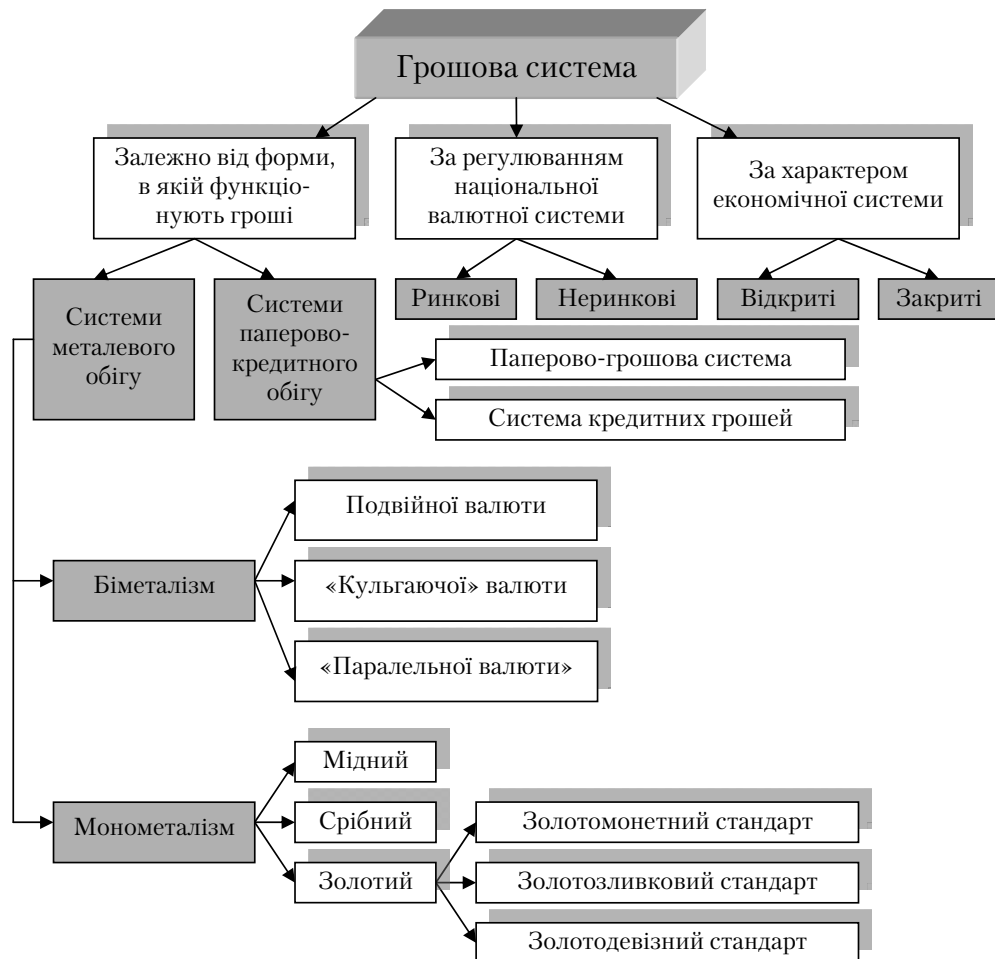 Грошова система
Залежно від форми,
в якій функціо-
нують гроші
За регулюванням
національної
валютної системи
За характером
економічної системи
Системи
металевого
обігу
Системи
паперово-
кредитного
обігу
Ринкові
Неринкові
Відкриті
Закриті
Паперово-грошова система
Система кредитних грошей
Біметалізм
Подвійної валюти
«Кульгаючої» валюти
«Паралельної валюти»
Монометалізм
Мідний
Срібний
Золотий
Золотомонетний стандарт
Золотозливковий стандарт
Золотодевізний стандарт